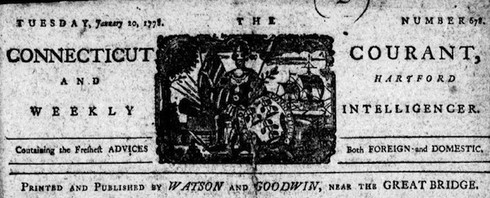 TUESDAY, January 20, 1778. THE NUMBER 678.
CONNECTICUT COURANT,
AND HARTFORD
WEEKLY INTELLIGENCER.
Containing the Freſheſt ADVICES Both FOREIGN and DOMESTIC.
PRINTED AND PUBLISHED BY WATSON AND GOODWIN, NEAR THE GREAT BRIDGE.